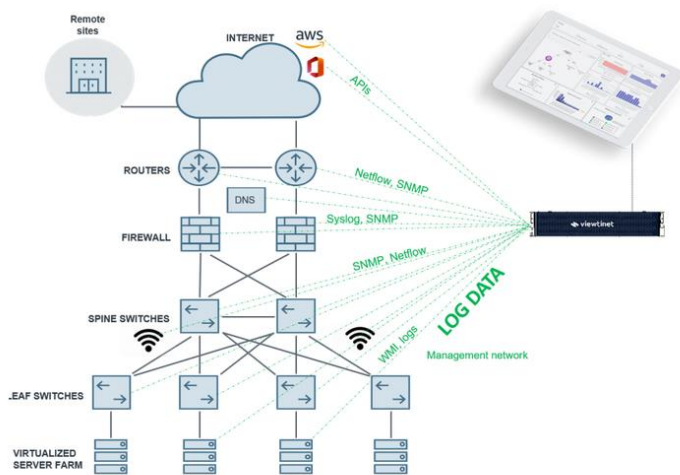 Remote
sites
INTERNET
aws
APIs
ROUTERS
Netflow, SNMP
DNS
Syslog, SNMP
FIREWALL
viewtinet
SNMP, Netflow
LOG DATA
SPINE SWITCHES
WMI, logs
Management network
LEAF SWITCHES
VIRTUALIZED
SERVER FARM